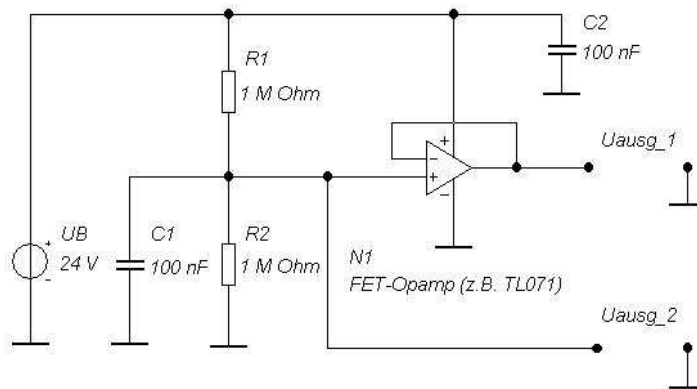 C2
100 nF
R1
1 M Ohm
+
−
+
−
Uausg_1
+
−
UB
24 V
C1
100 nF
R2
1 M Ohm
N1
FET-Opamp (z.B. TL071)
Uausg_2